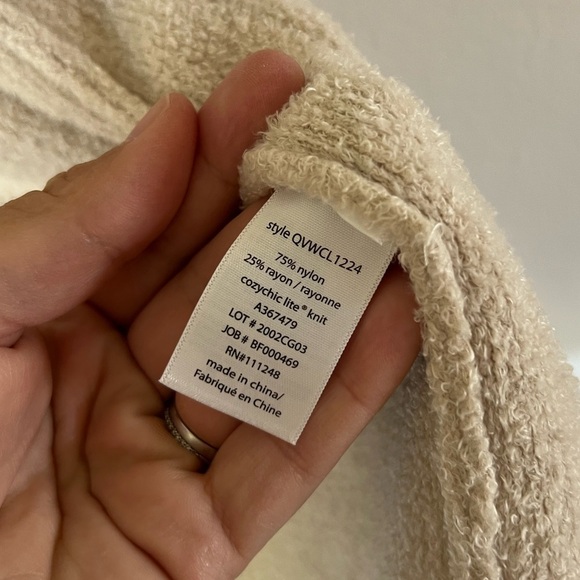 style QVWCL1224
75% nylon
25% rayon / rayonne
cozychic lite® knit
A367479
LOT # 2002CG03
JOB # BF000469
RN#111248
made in china/
Fabriqué en Chine